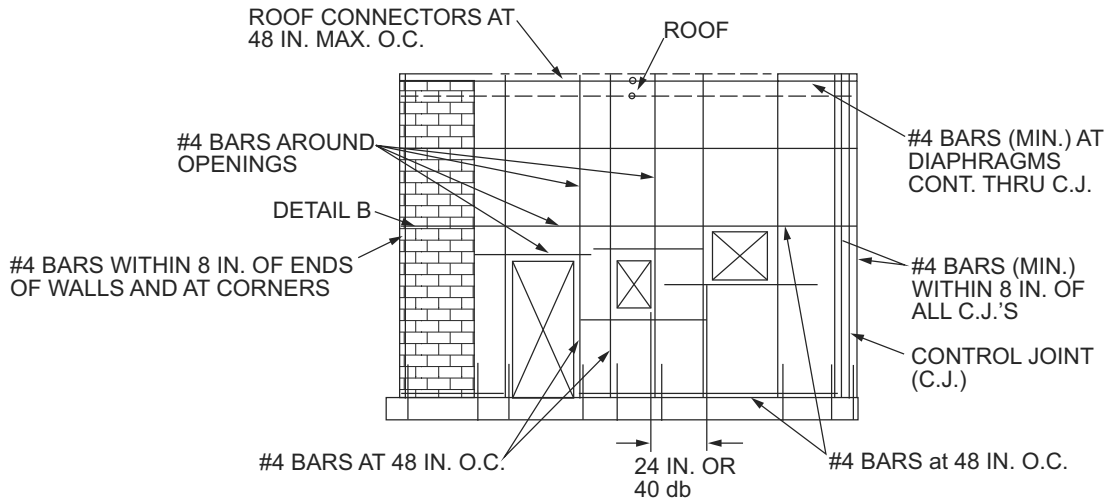 ROOF CONNECTORS AT
48 IN. MAX. O.C.
ROOF
#4 BARS AROUND
OPENINGS
#4 BARS (MIN.) AT
DIAPHRAGMS
CONT. THRU C.J.
DETAIL B
#4 BARS WITHIN 8 IN. OF ENDS
OF WALLS AND AT CORNERS
#4 BARS (MIN.)
WITHIN 8 IN. OF
ALL C.J.'S
CONTROL JOINT
(C.J.)
#4 BARS AT 48 IN. O.C.
24 IN. OR
40 db
#4 BARS at 48 IN. O.C.